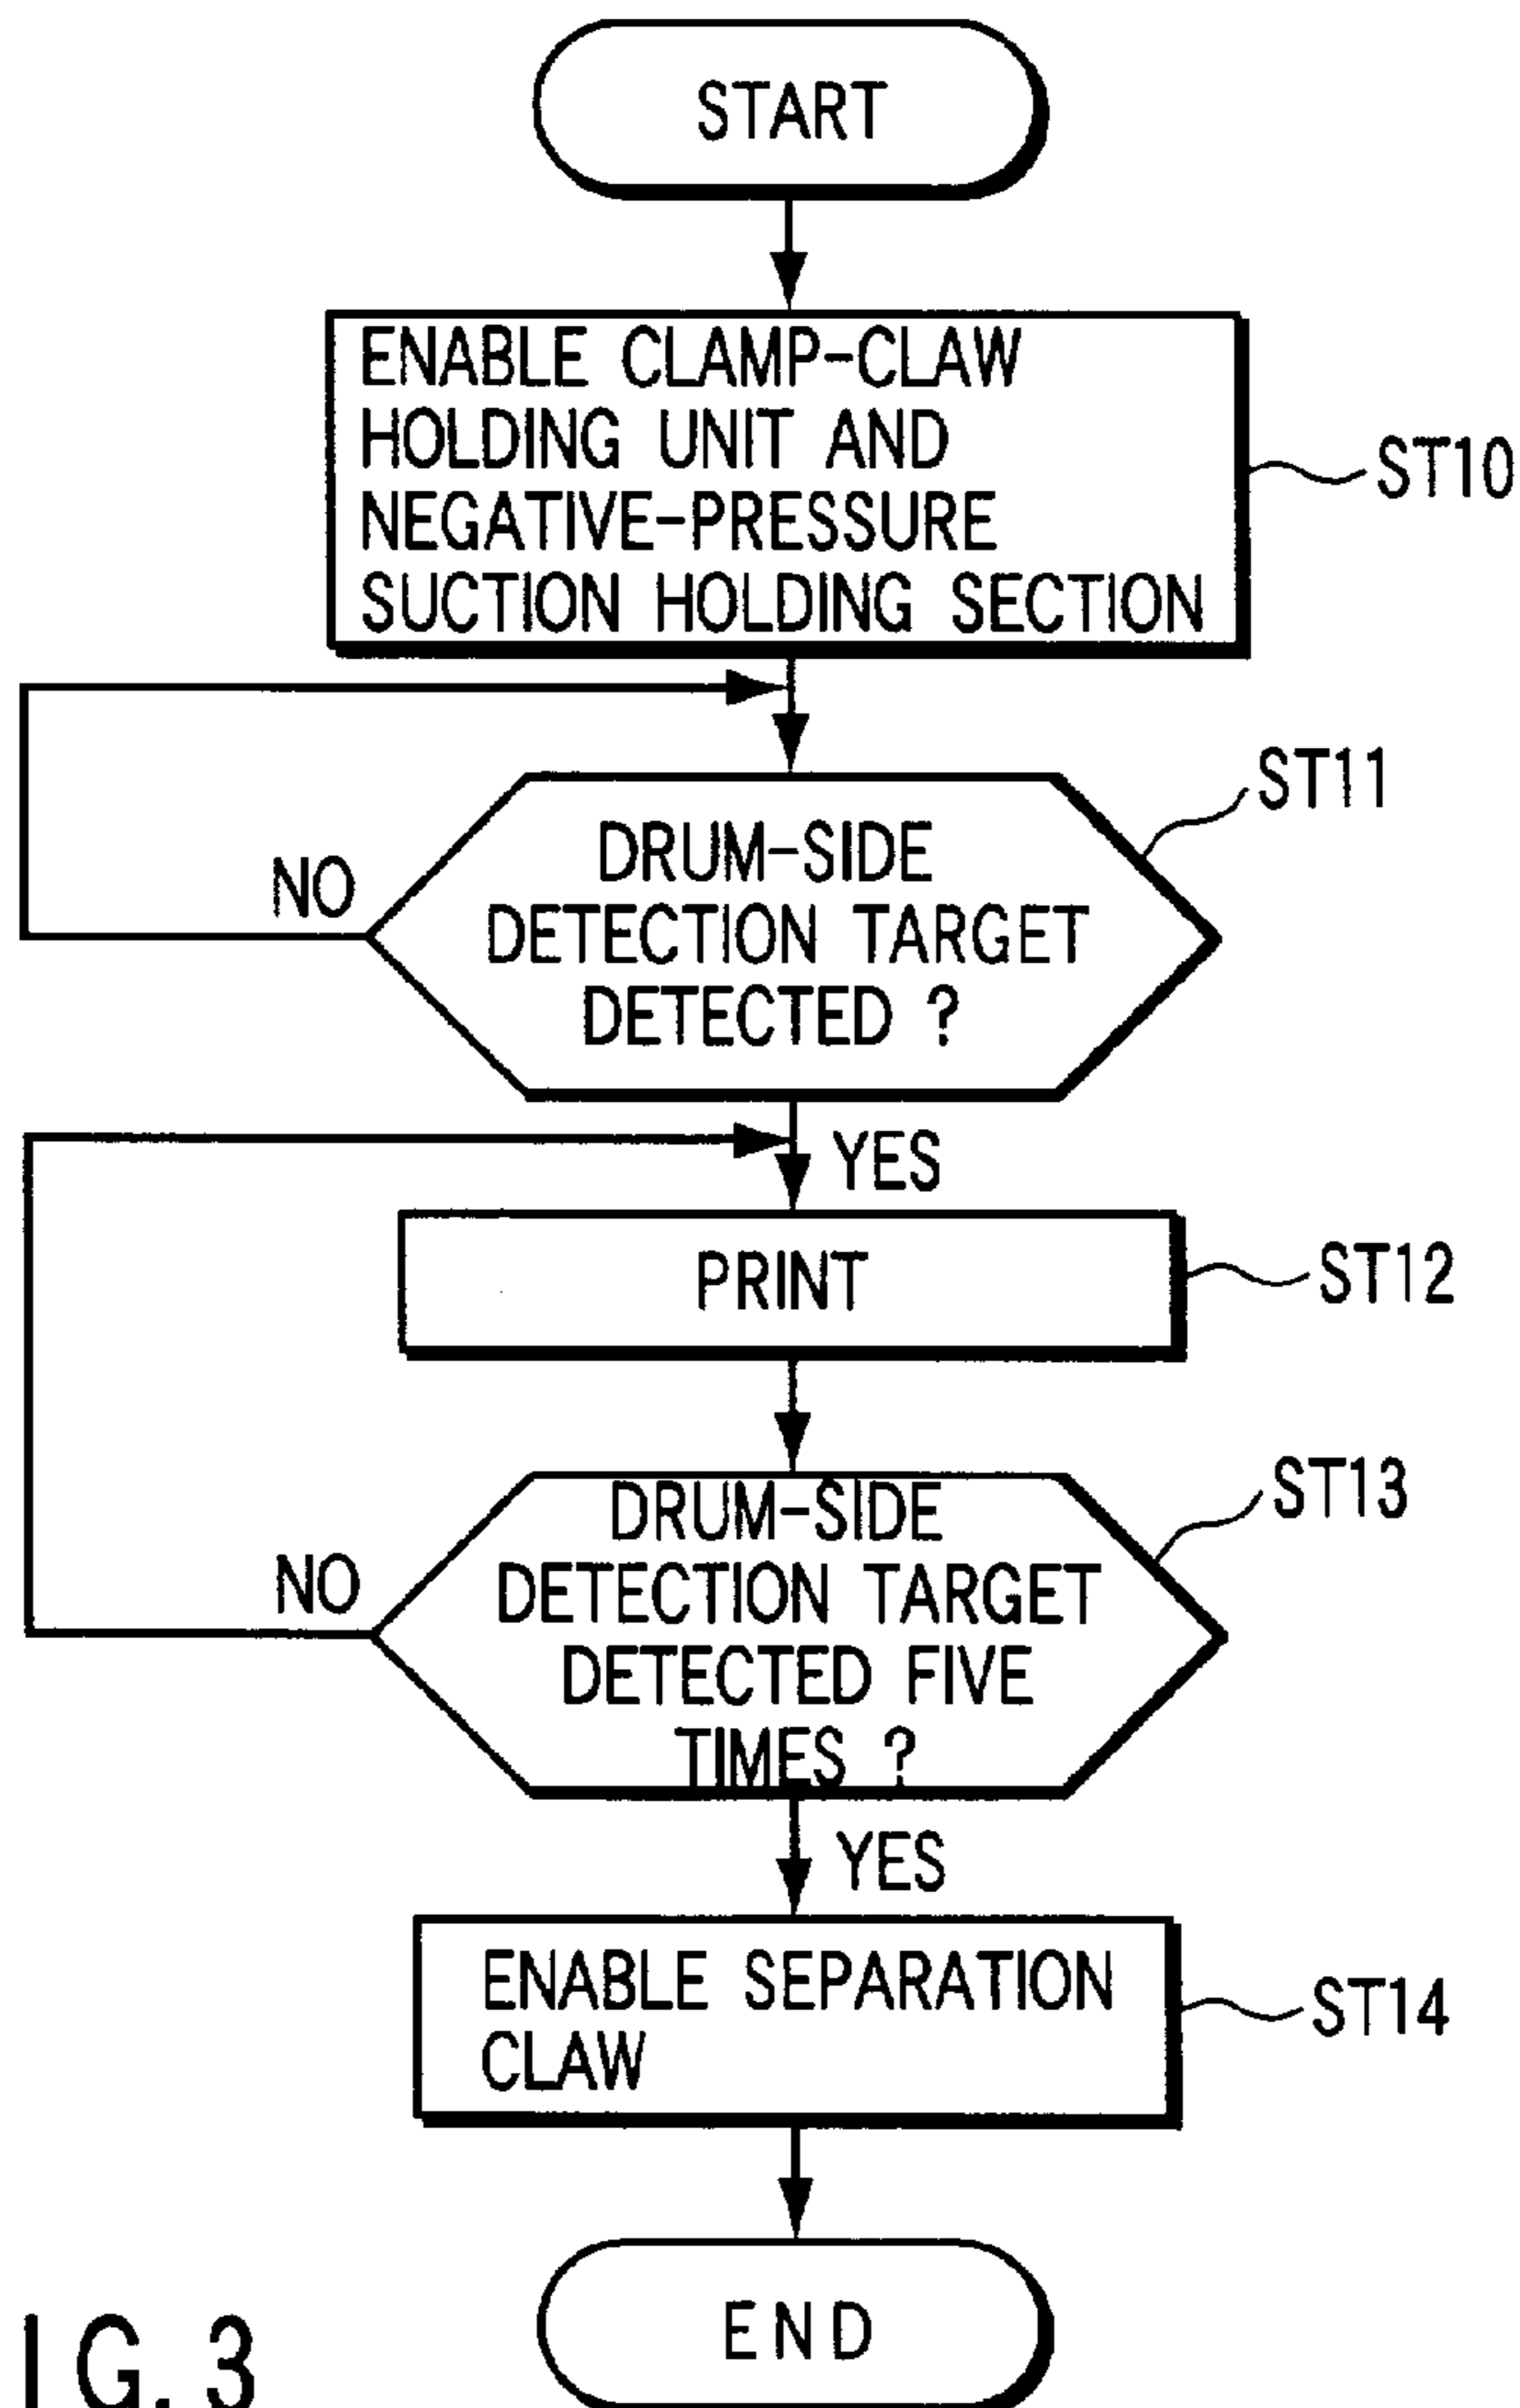 START
ENABLE CLAMP-CLAW
HOLDING UNIT AND
NEGATIVE-PRESSURE
SUCTION HOLDING SECTION
ST10
ST11
DRUM-SIDE
DETECTION TARGET
DETECTED ?
NO
YES
PRINT
ST12
ST13
DRUM-SIDE
DETECTION TARGET
DETECTED FIVE
TIMES ?
NO
YES
ENABLE SEPARATION
CLAW
ST14
END
IG. 3